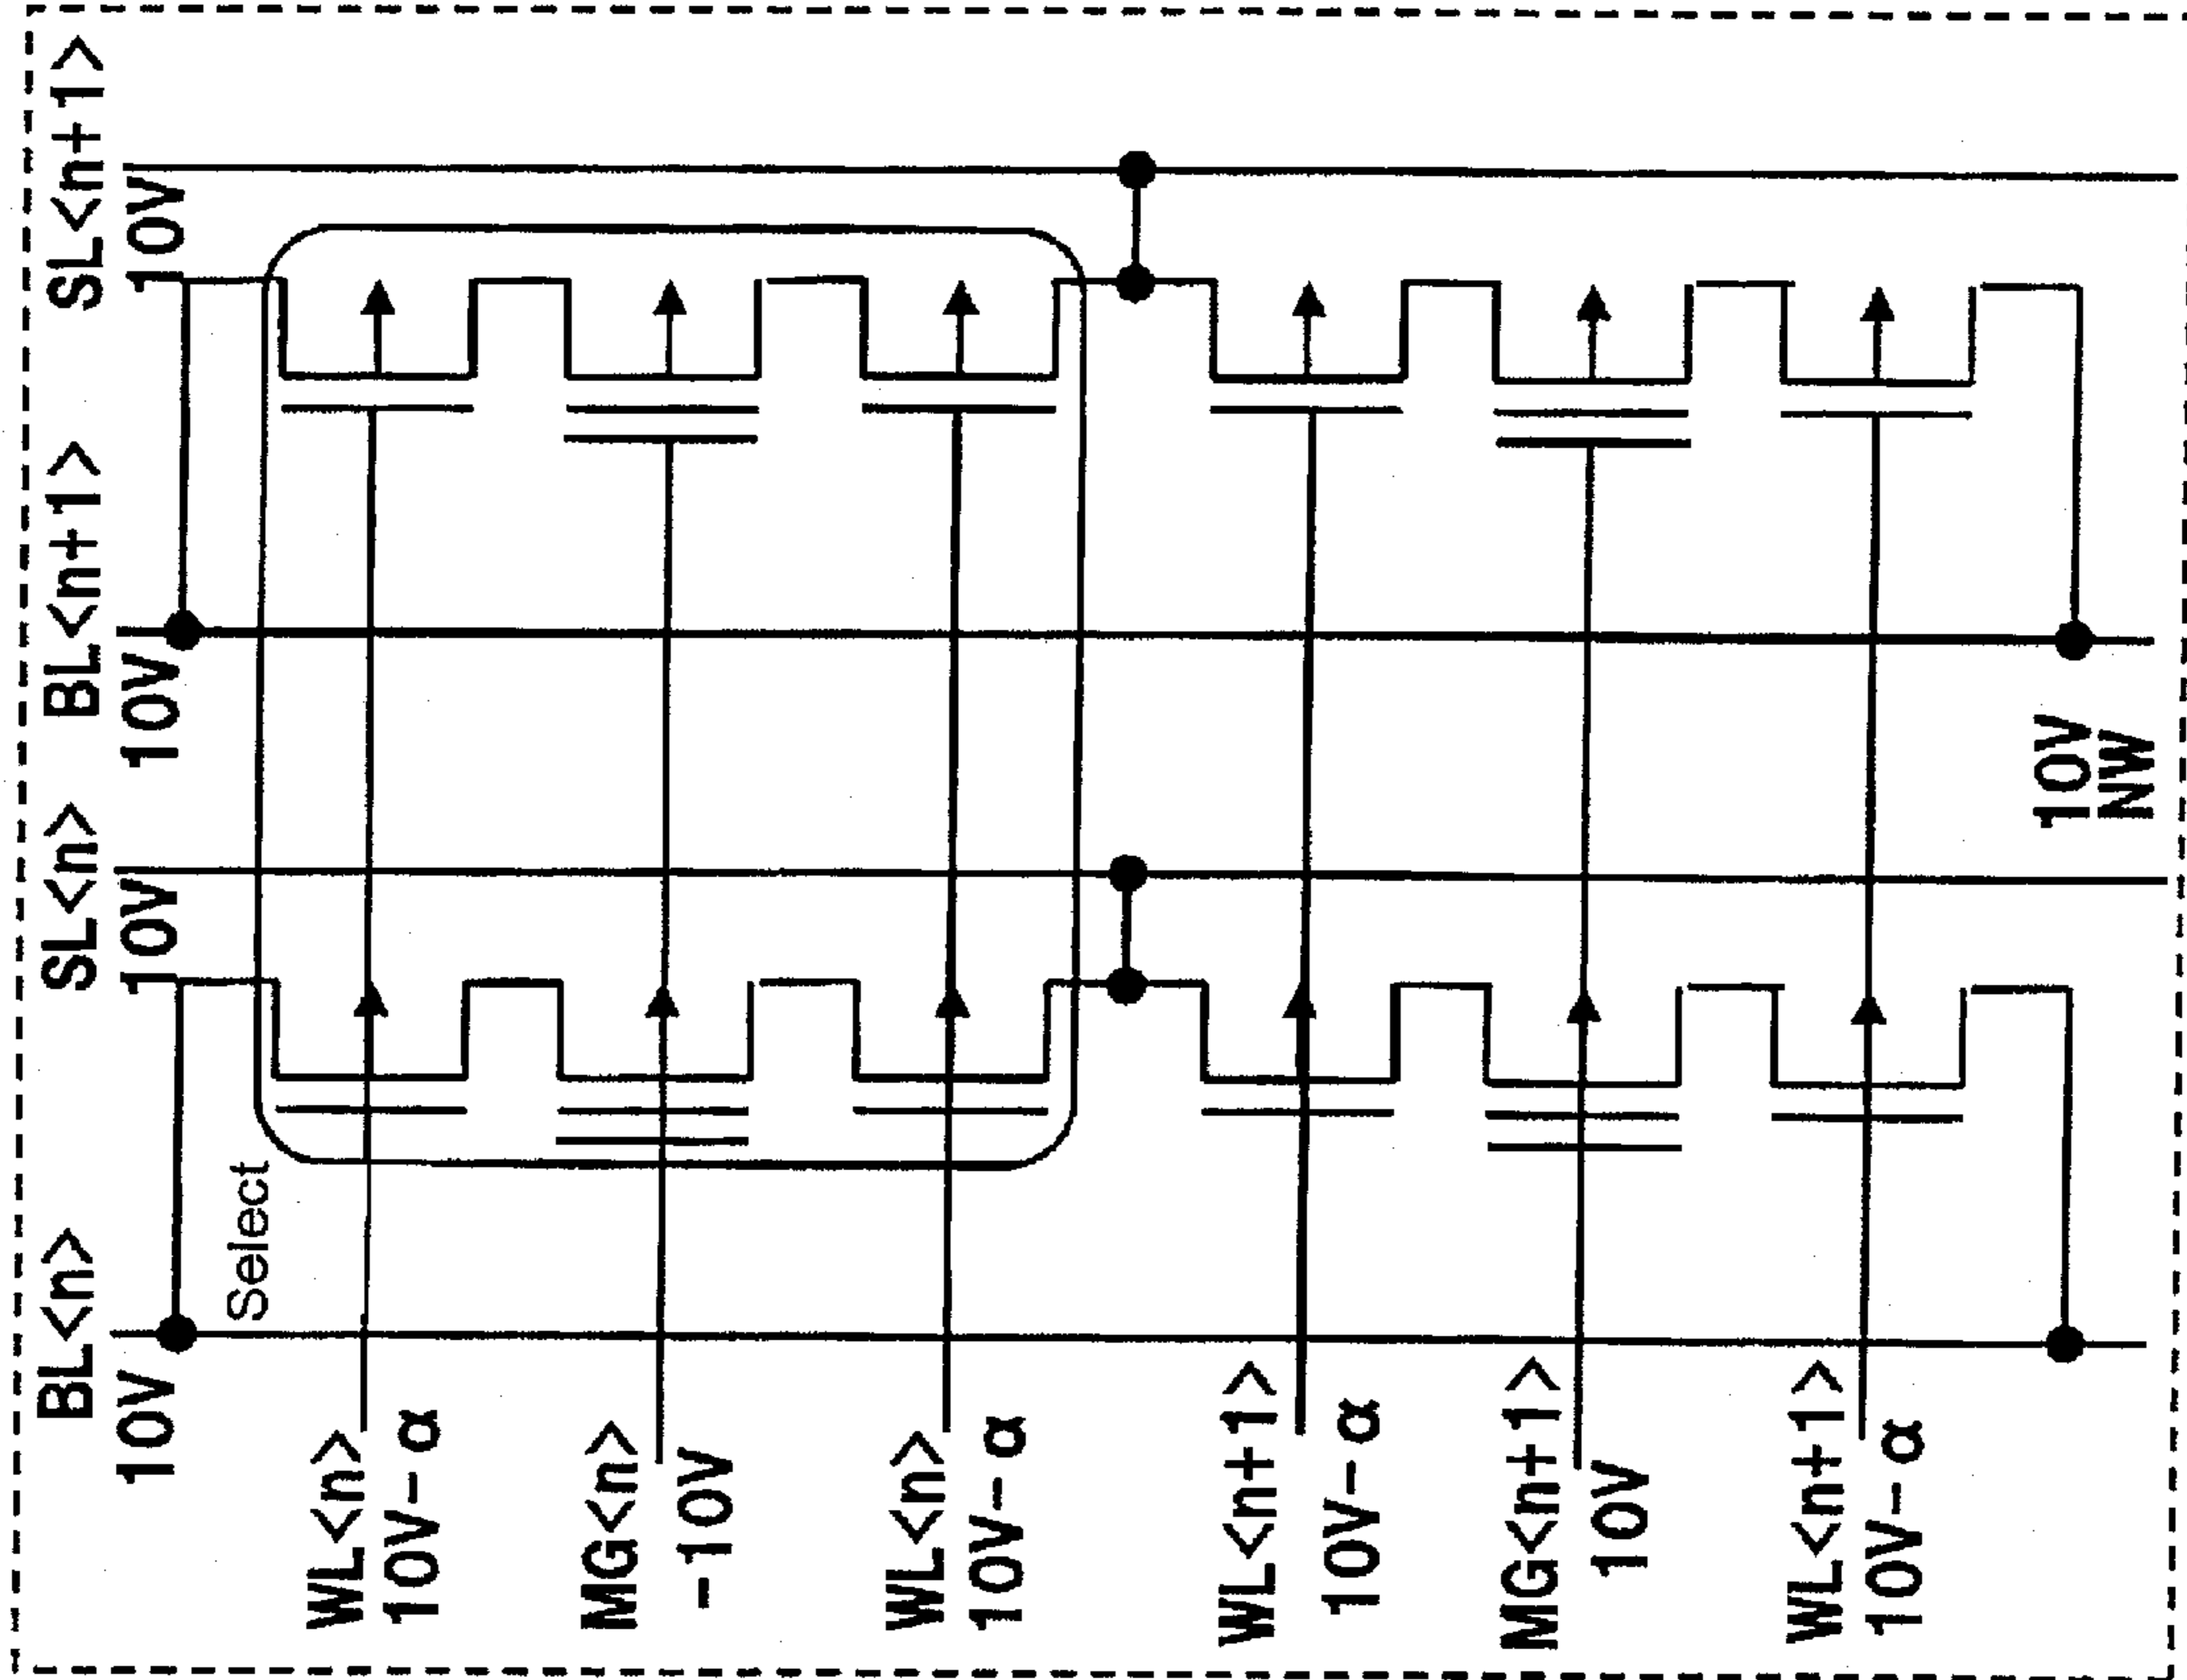 BL<n>
10V
SL<n>
10V
BL<n+1>
10V
SL<n+1>
10V
Select
WL<n>
10V-α
MG<n>
-10V
WL<n>
10V-α
WL<n+1>
10V-α
MG<n+1>
10V
WL<n+1>
10V-α
10V
NW